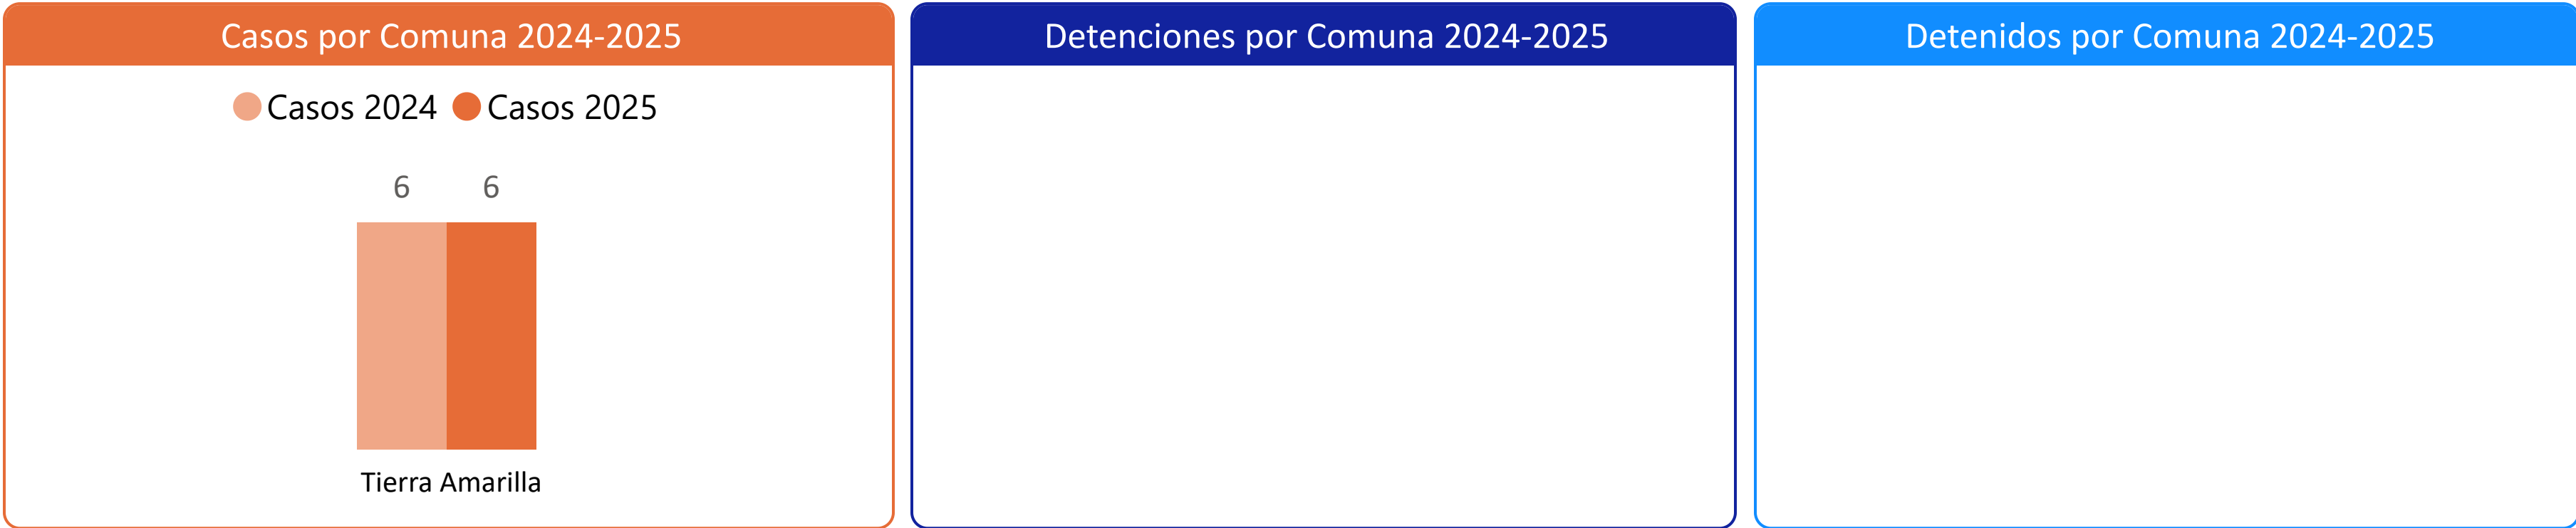 Casos por Comuna 2024-2025
Casos 2024 Casos 2025
6 6
Tierra Amarilla
Detenciones por Comuna 2024-2025
Detenidos por Comuna 2024-2025